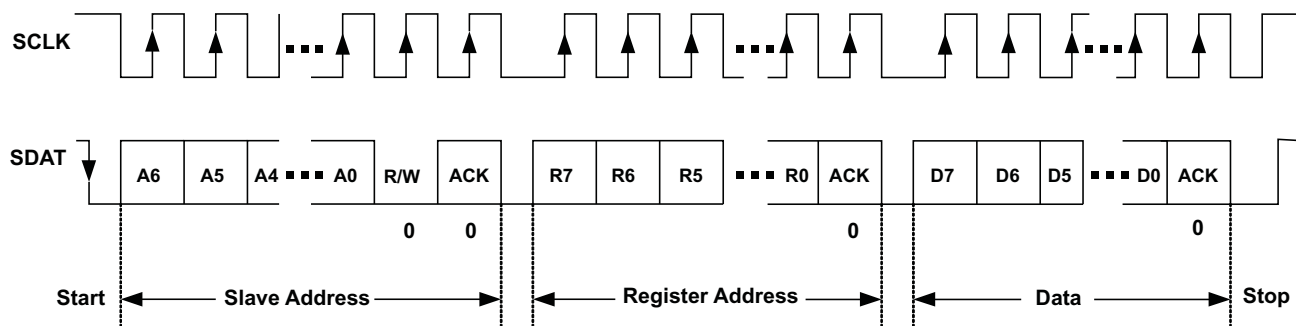 SCLK
SDAT
A6 A5 A4 A0 R/W ACK R7 R6 R5 R0 ACK D7 D6 D5 D0 ACK
0 0 0 0
Start Slave Address Register Address Data Stop